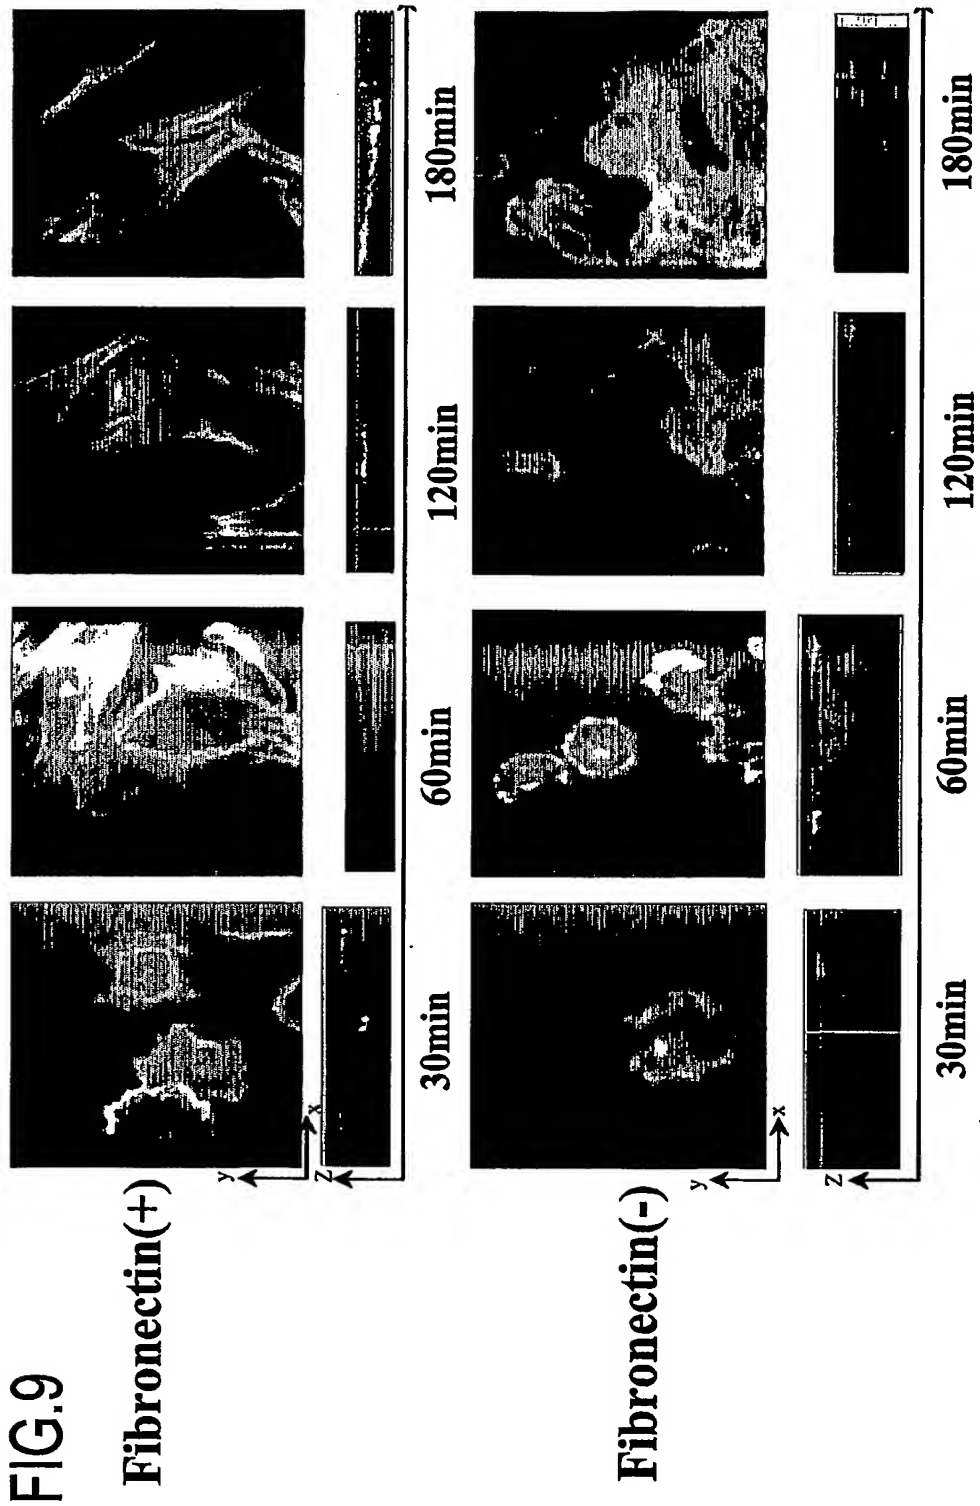 FIG.9
Fibronectin(+)
y
x
z
30min
60min
120min
180min
Fibronectin(-)
y
x
z
30min
60min
120min
180min